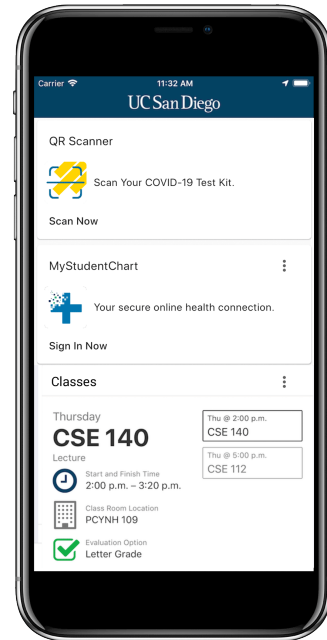 Carrier 11:32 AM
UC San Diego
QR Scanner
Scan Your COVID-19 Test Kit.
Scan Now
MyStudentChart
Your secure online health connection.
Sign In Now
Classes
Thursday
CSE 140
Lecture
Start and Finish Time
2:00 p.m. – 3:20 p.m.
Class Room Location
PCYNH 109
Evaluation Option
Letter Grade
Thu @ 2:00 p.m.
CSE 140
Thu @ 5:00 p.m.
CSE 112